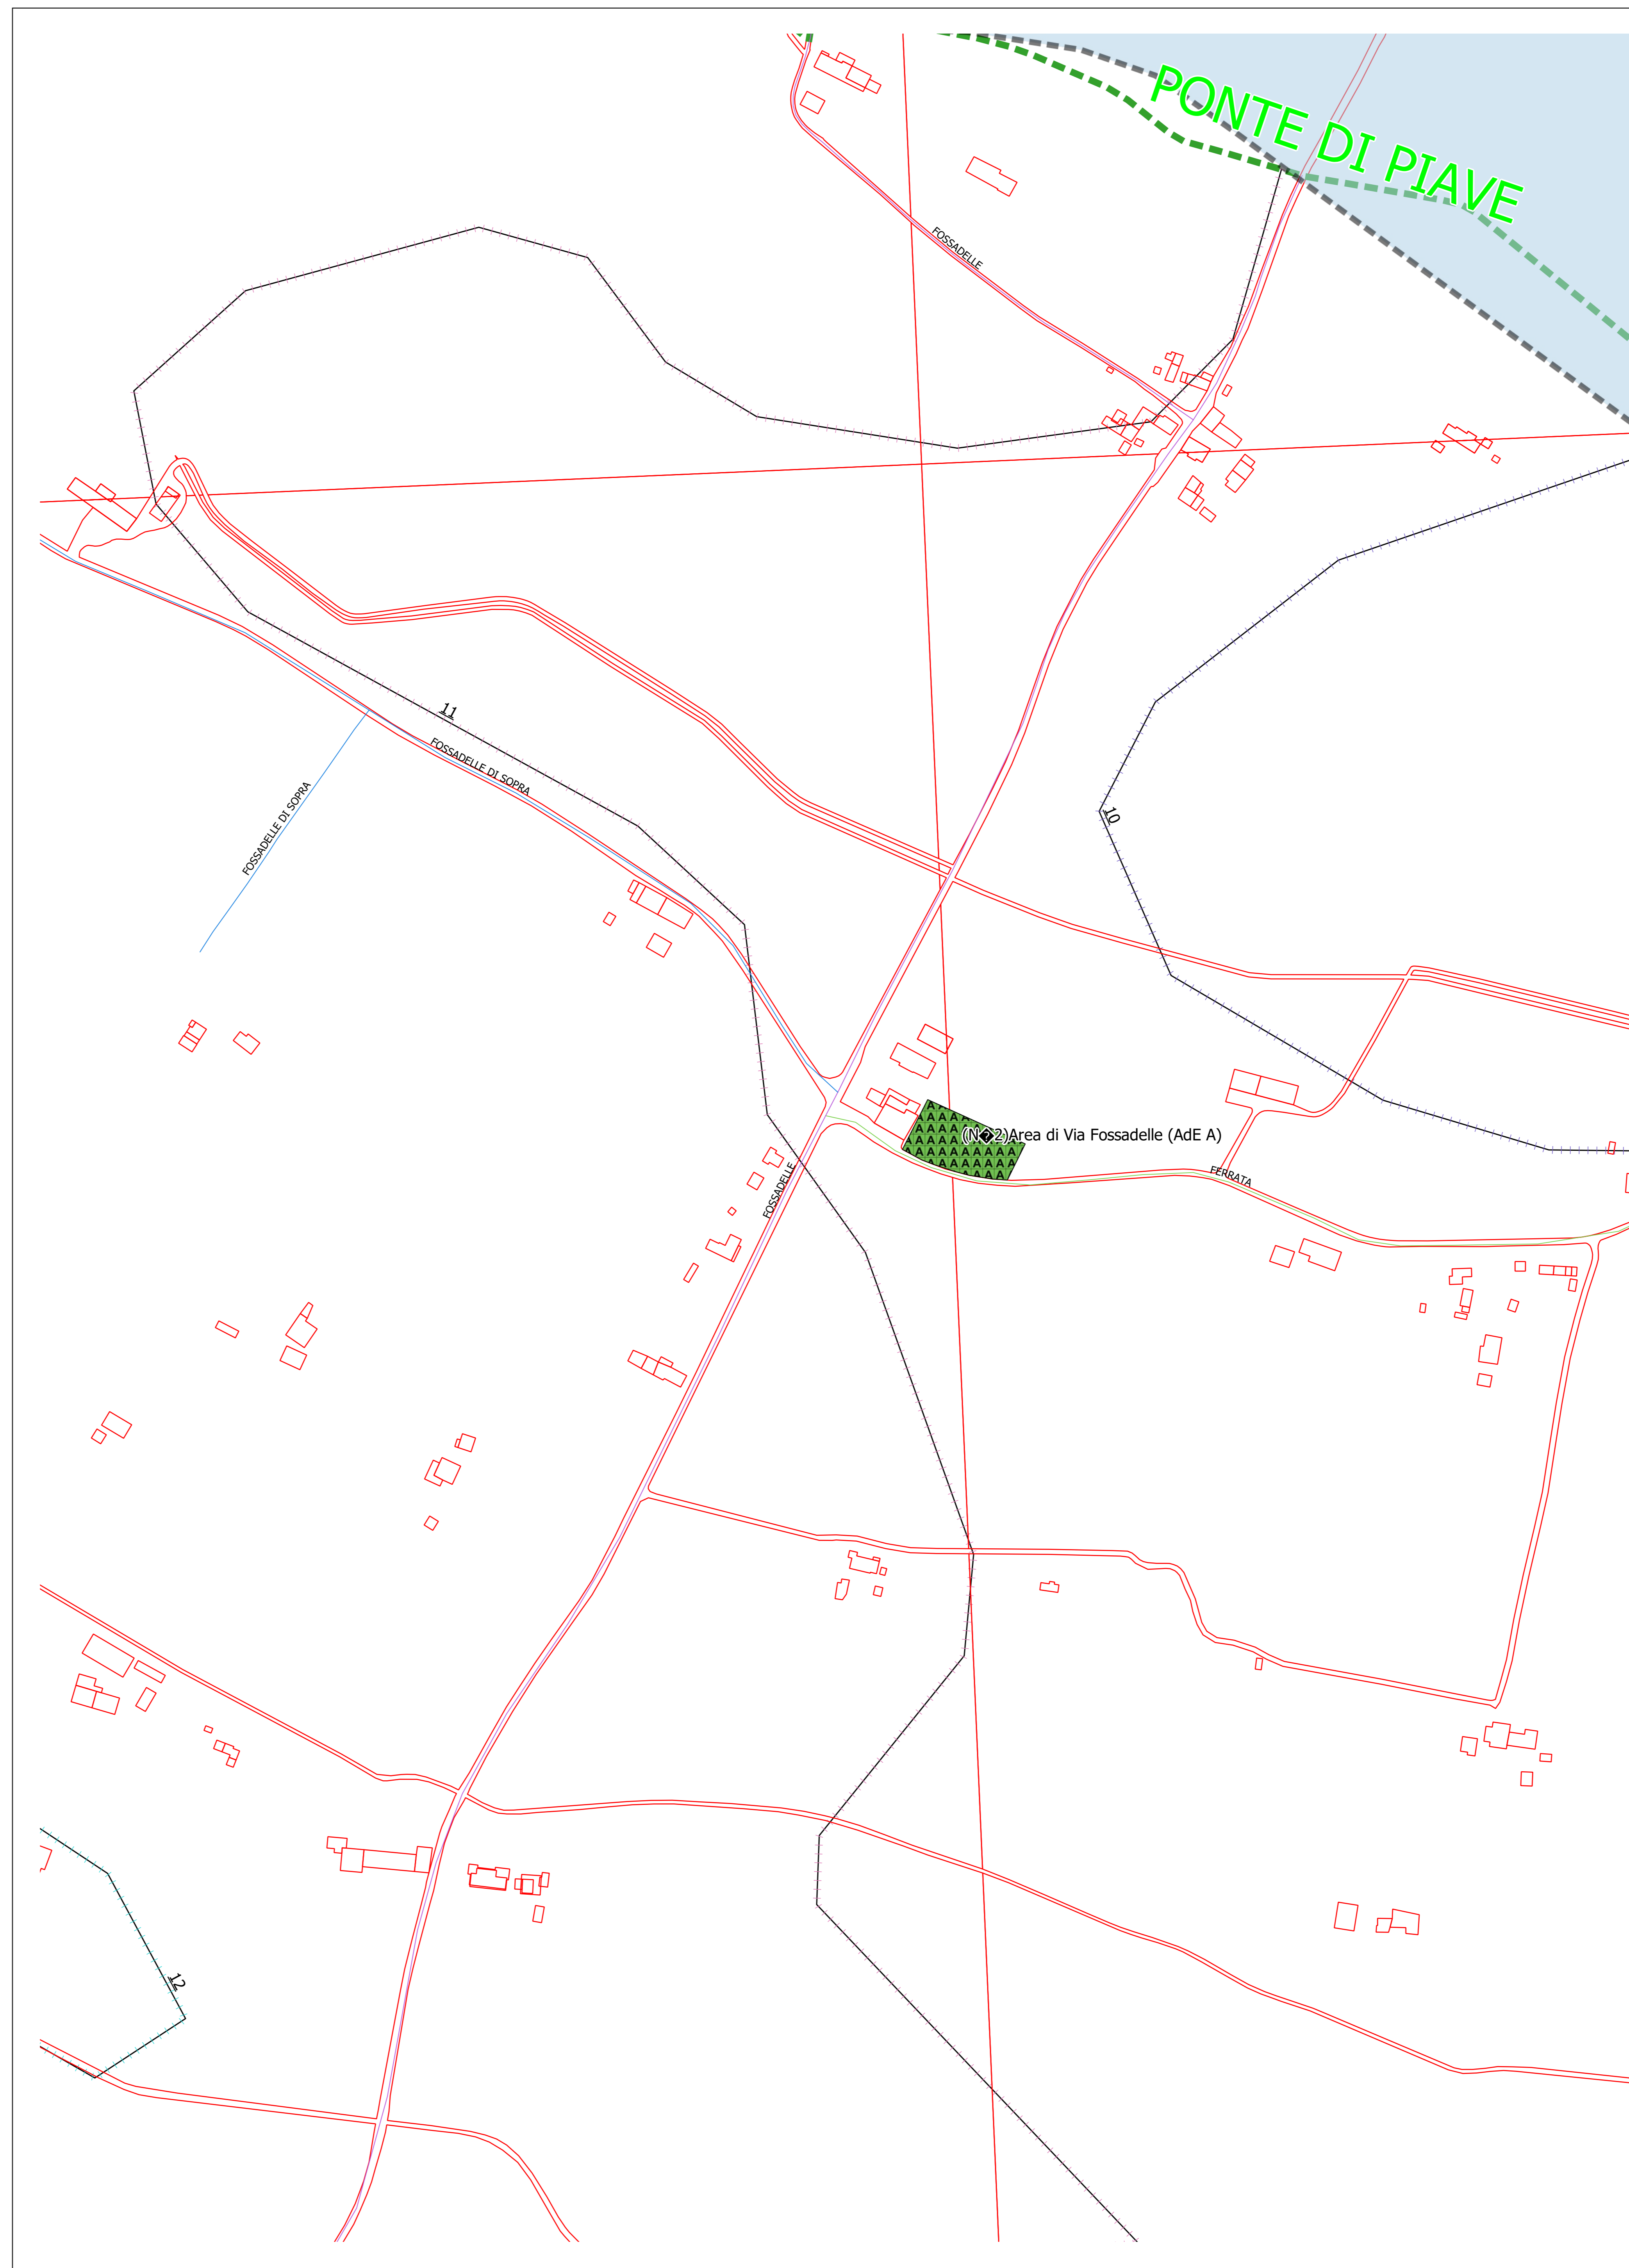 PONTE DI PIAVE
FOSSADELLE
11
FOSSADELLE DI SOPRA
FOSSADELLE DI SOPRA
10
(N�2)Area di Via Fossadelle (AdE A)
FERRATA
FOSSADELLE
12